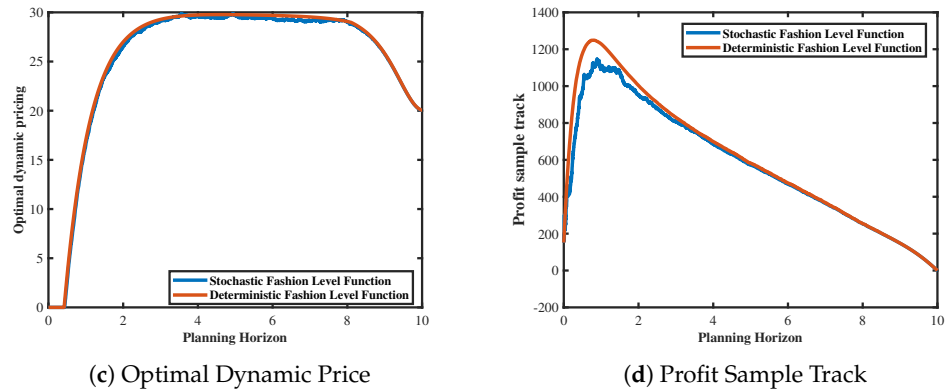 30
25
20
15
10
5
0
Optimal dynamic pricing
Stochastic Fashion Level Function
Deterministic Fashion Level Function
0 2 4 6 8 10
Planning Horizon
(c) Optimal Dynamic Price
1400
1200
1000
800
600
400
200
0
-200
Profit sample track
Stochastic Fashion Level Function
Deterministic Fashion Level Function
0 2 4 6 8 10
Planning Horizon
(d) Profit Sample Track